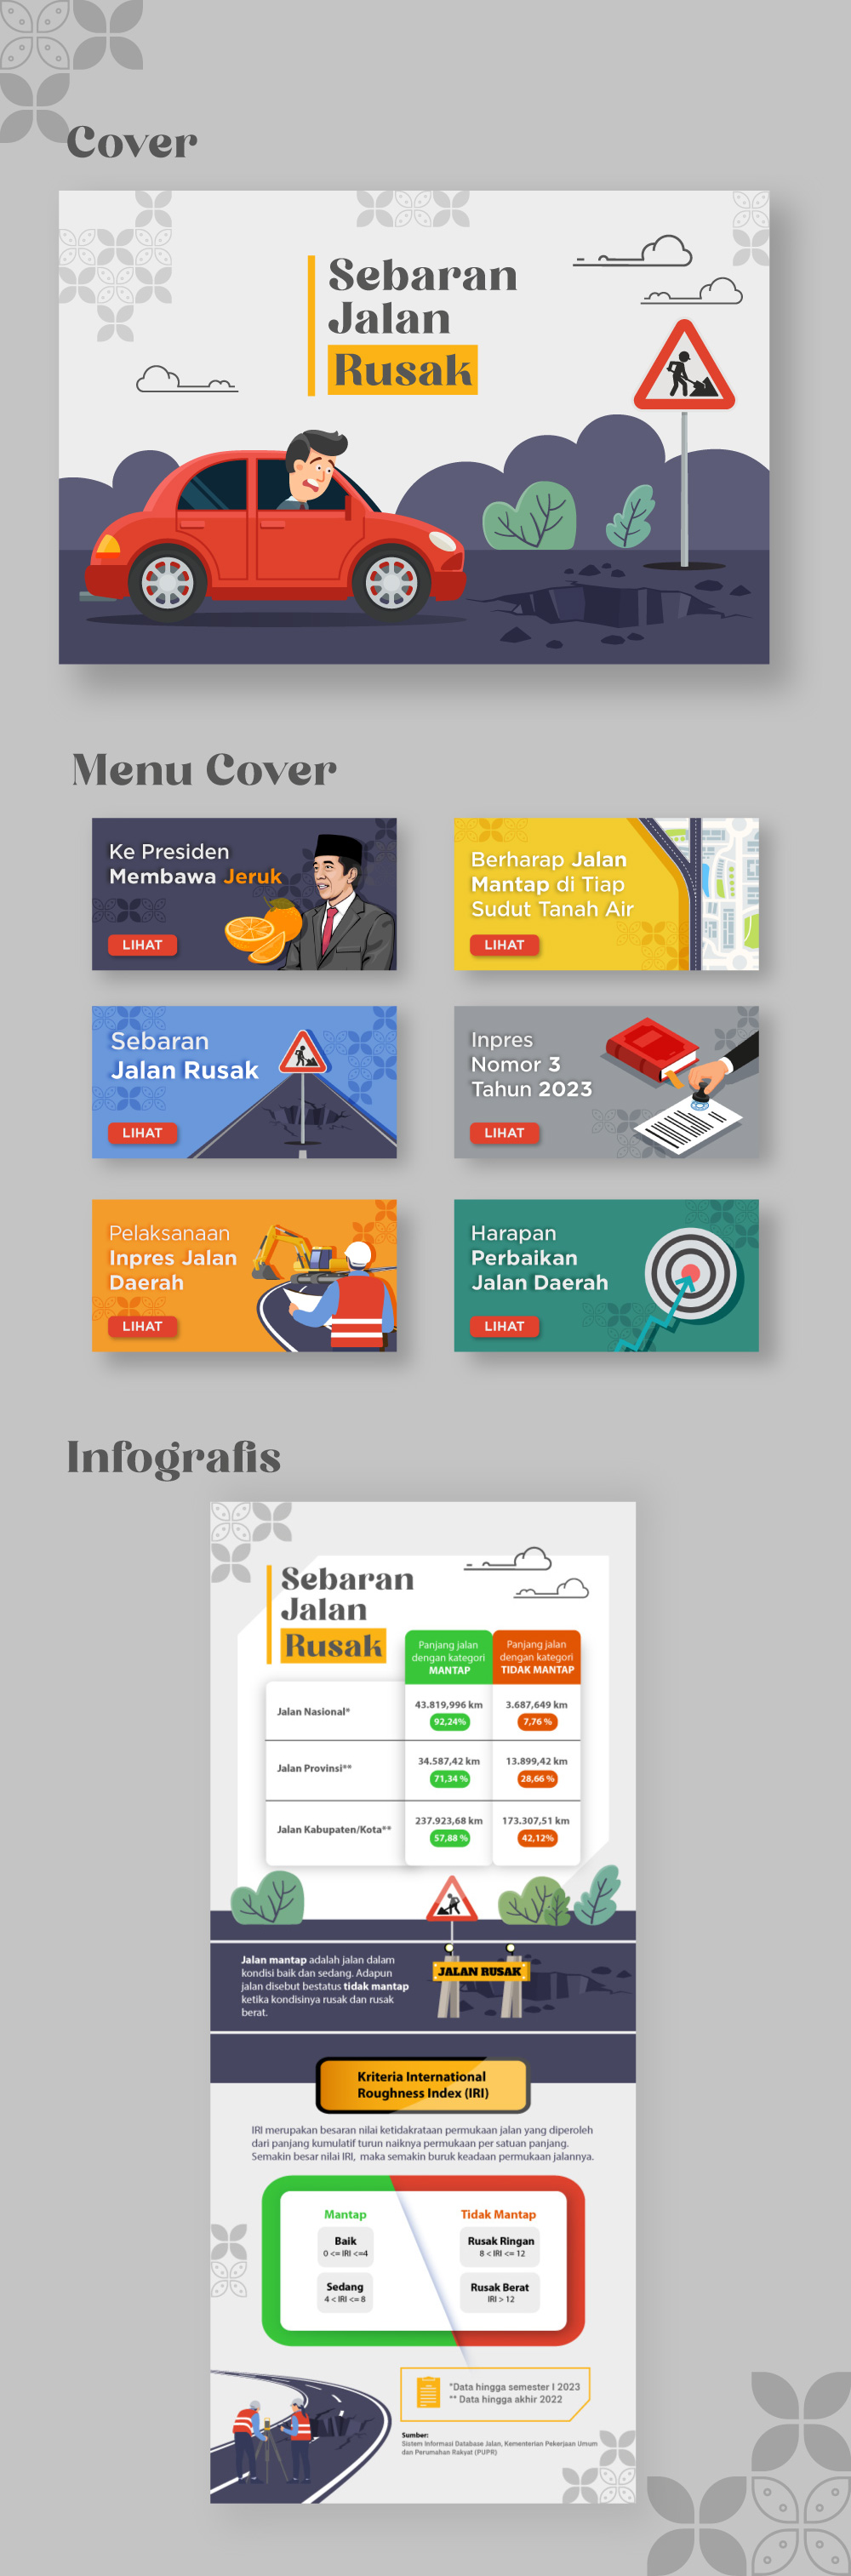 Cover
Sebaran
Jalan
Rusak
Menu Cover
Ke Presiden
Membawa Jeruk
LIHAT
Berharap Jalan
Mantap di Tiap
Sudut Tanah Air
LIHAT
Sebaran
Jalan Rusak
LIHAT
Inpres
Nomor 3
Tahun 2023
LIHAT
Pelaksanaan
Inpres Jalan
Daerah
LIHAT
Harapan
Perbaikan
Jalan Daerah
LIHAT
Infografis
Sebaran
Jalan
Rusak
Panjang jalan
dengan kategori
MANTAP
Panjang jalan
dengan kategori
TIDAK MANTAP
Jalan Nasional*
43.819,996 km
92,24%
3.687,649 km
7,76 %
Jalan Provinsi**
34.587,42 km
71,34 %
13.899,42 km
28,66 %
Jalan Kabupaten/Kota**
237.923,68 km
57,88 %
173.307,51 km
42,12%
Jalan mantap adalah jalan dalam
kondisi baik dan sedang. Adapun
jalan disebut bestatus tidak mantap
ketika kondisinya rusak dan rusak
berat.
JALAN RUSAK
Kriteria International
Roughness Index (IRI)
IRI merupakan besaran nilai ketidakrataan permukaan jalan yang diperoleh
dari panjang kumulatif turun naiknya permukaan per satuan panjang.
Semakin besar nilai IRI, maka semakin buruk keadaan permukaan jalannya.
Mantap
Baik
0 <= IRI <=4
Sedang
4 < IRI <= 8
Tidak Mantap
Rusak Ringan
8 < IRI <= 12
Rusak Berat
IRI > 12
*Data hingga semester I 2023
** Data hingga akhir 2022
Sumber:
Sistem Informasi Database Jalan, Kementerian Pekerjaan Umum
dan Perumahan Rakyat (PUPR)